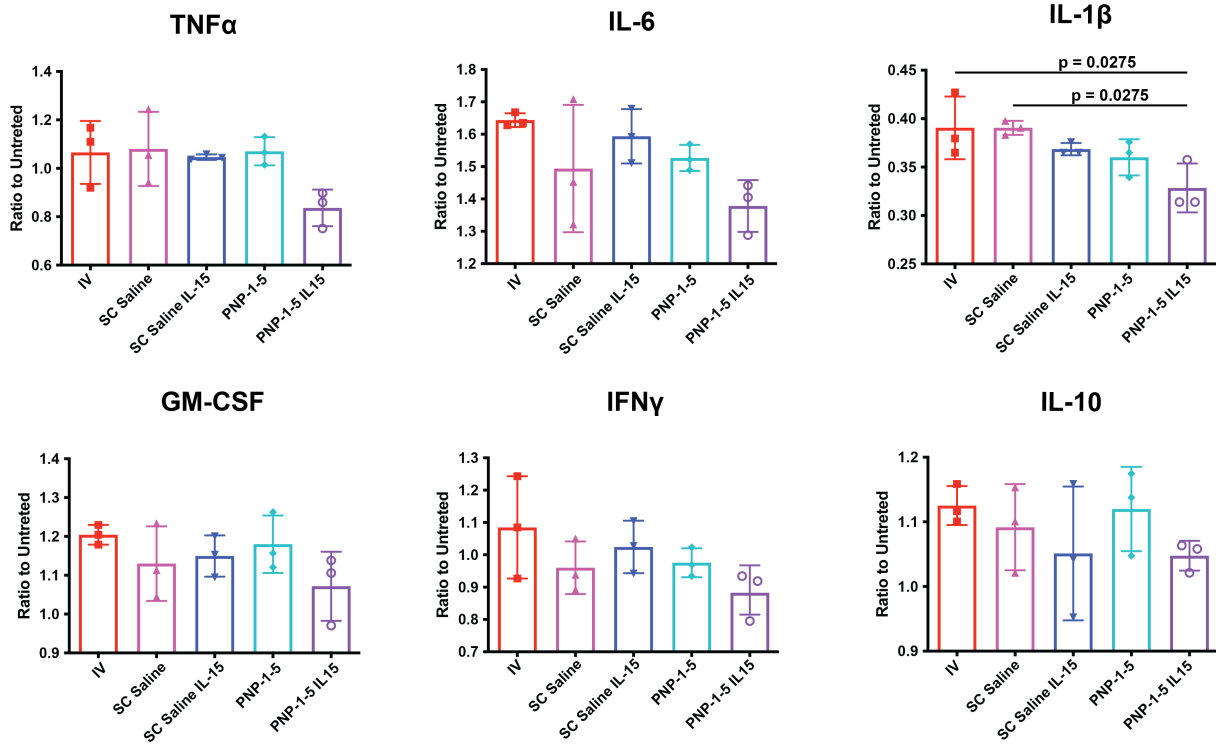 TNFα
Ratio to Untreted
1.4
1.2
1.0
0.8
0.6
IV
SC Saline
SC Saline IL-15
PNP-1-5
PNP-1-5 IL15
IL-6
Ratio to Untreted
1.8
1.7
1.6
1.5
1.4
1.3
1.2
IV
SC Saline
SC Saline IL-15
PNP-1-5
PNP-1-5 IL15
IL-1β
Ratio to Untreted
0.45
0.40
0.35
0.30
0.25
p = 0.0275
p = 0.0275
IV
SC Saline
SC Saline IL-15
PNP-1-5
PNP-1-5 IL15
GM-CSF
Ratio to Untreted
1.4
1.3
1.2
1.1
1.0
0.9
IV
SC Saline
SC Saline IL-15
PNP-1-5
PNP-1-5 IL15
IFNγ
Ratio to Untreted
1.3
1.2
1.1
1.0
0.9
0.8
0.7
IV
SC Saline
SC Saline IL-15
PNP-1-5
PNP-1-5 IL15
IL-10
Ratio to Untreted
1.2
1.1
1.0
0.9
IV
SC Saline
SC Saline IL-15
PNP-1-5
PNP-1-5 IL15